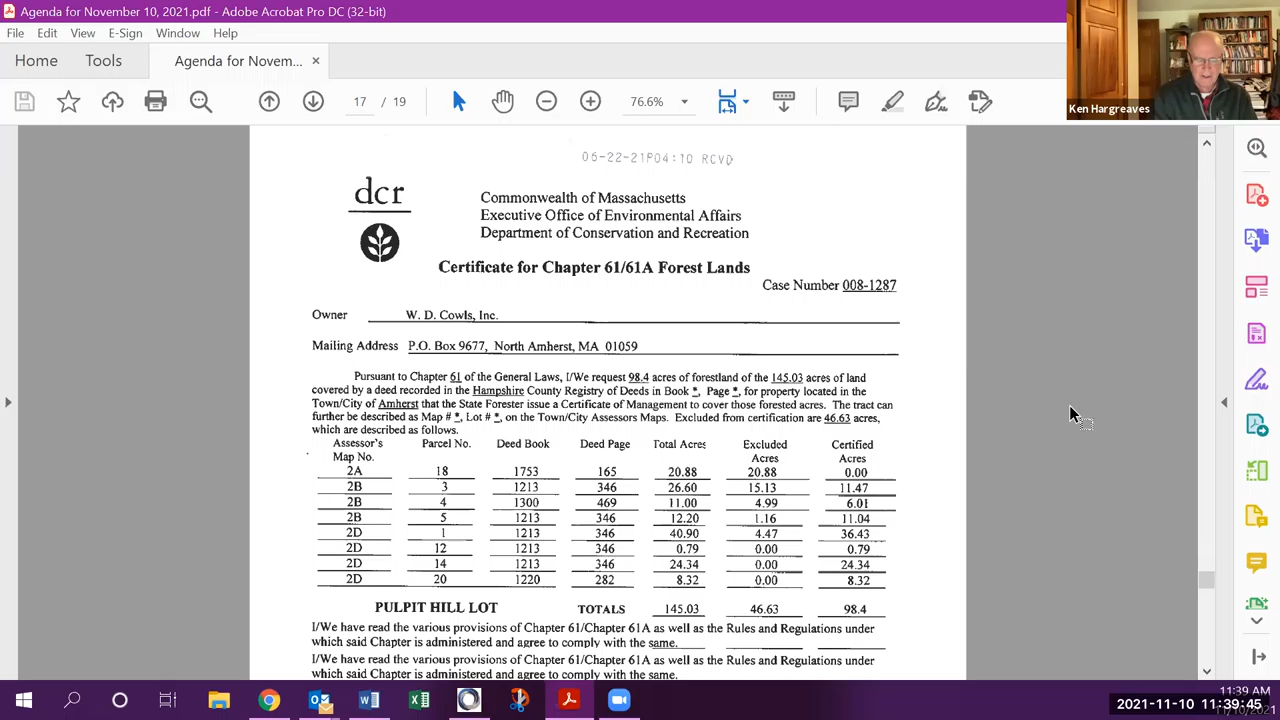 Agenda for November 10, 2021.pdf - Adobe Acrobat Pro DC (32-bit)
File Edit View E-Sign Window Help
Home Tools Agenda for Novem... ×
17 / 19 76.6%
Ken Hargreaves
06-22-21P04:10 RCVD
dcr
Commonwealth of Massachusetts
Executive Office of Environmental Affairs
Department of Conservation and Recreation
Certificate for Chapter 61/61A Forest Lands
Case Number 008-1287
Owner W. D. Cowls, Inc.
Mailing Address P.O. Box 9677, North Amherst, MA 01059
Pursuant to Chapter 61 of the General Laws, I/We request 98.4 acres of forestland of the 145.03 acres of land
covered by a deed recorded in the Hampshire County Registry of Deeds in Book *, Page *, for property located in the
Town/City of Amherst that the State Forester issue a Certificate of Management to cover those forested acres. The tract can
further be described as Map # *, Lot # *, on the Town/City Assessors Maps. Excluded from certification are 46.63 acres,
which are described as follows.
Assessor's Parcel No. Deed Book Deed Page Total Acres Excluded Certified
Map No. Acres Acres
2A 18 1753 165 20.88 20.88 0.00
2B 3 1213 346 26.60 15.13 11.47
2B 4 1300 469 11.00 4.99 6.01
2B 5 1213 346 12.20 1.16 11.04
2D 1 1213 346 40.90 4.47 36.43
2D 12 1213 346 0.79 0.00 0.79
2D 14 1213 346 24.34 0.00 24.34
2D 20 1220 282 8.32 0.00 8.32
PULPIT HILL LOT TOTALS 145.03 46.63 98.4
I/We have read the various provisions of Chapter 61/Chapter 61A as well as the Rules and Regulations under
which said Chapter is administered and agree to comply with the same.
I/We have read the various provisions of Chapter 61/Chapter 61A as well as the Rules and Regulations under
which said Chapter is administered and agree to comply with the same.
11:39 AM
2021-11-10 11:39:45